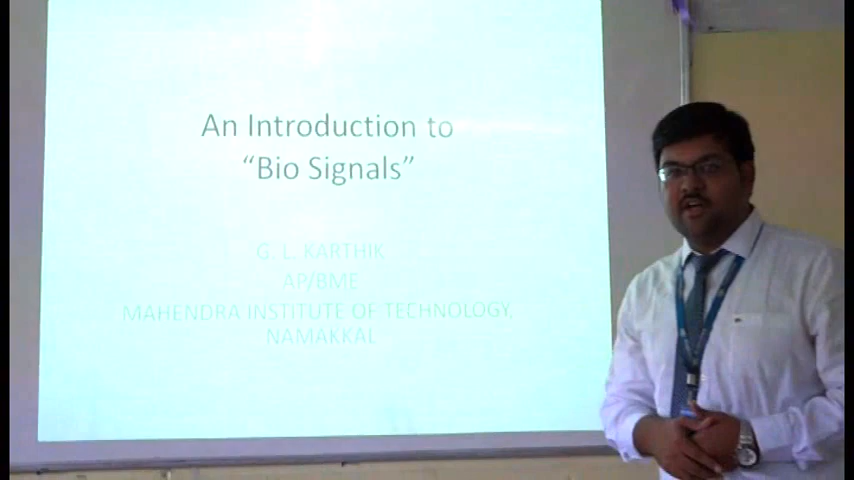 An Introduction to
“Bio Signals”
G. L. KARTHIK
AP/BME
MAHENDRA INSTITUTE OF TECHNOLOGY,
NAMAKKAL